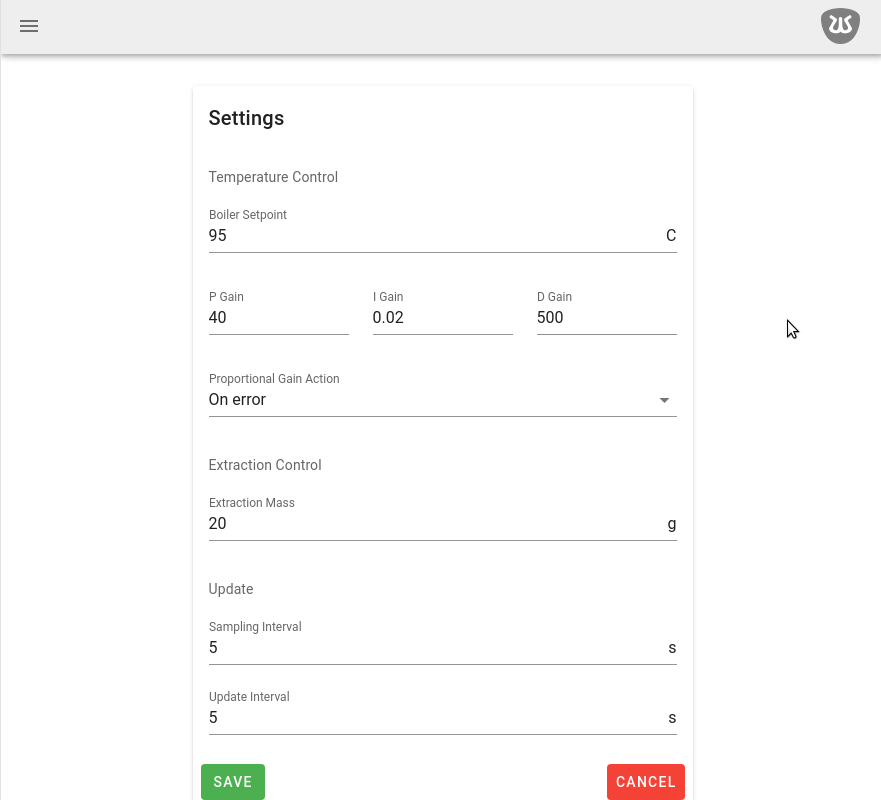 Settings
Temperature Control
Boiler Setpoint
95 C
P Gain I Gain D Gain
40 0.02 500
Proportional Gain Action
On error
Extraction Control
Extraction Mass
20 g
Update
Sampling Interval
5 s
Update Interval
5 s
SAVE CANCEL